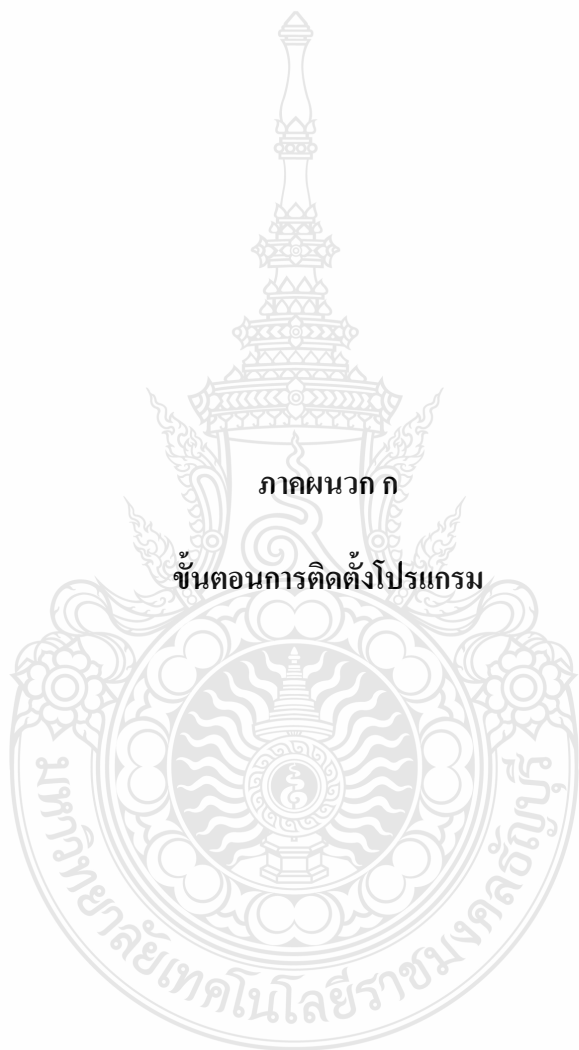 ภาคผนวก ก
ขั้นตอนการติดตั้งโปรแกรม
มหาวิทยาลัยเทคโนโลยีราชมงคลธัญบุรี